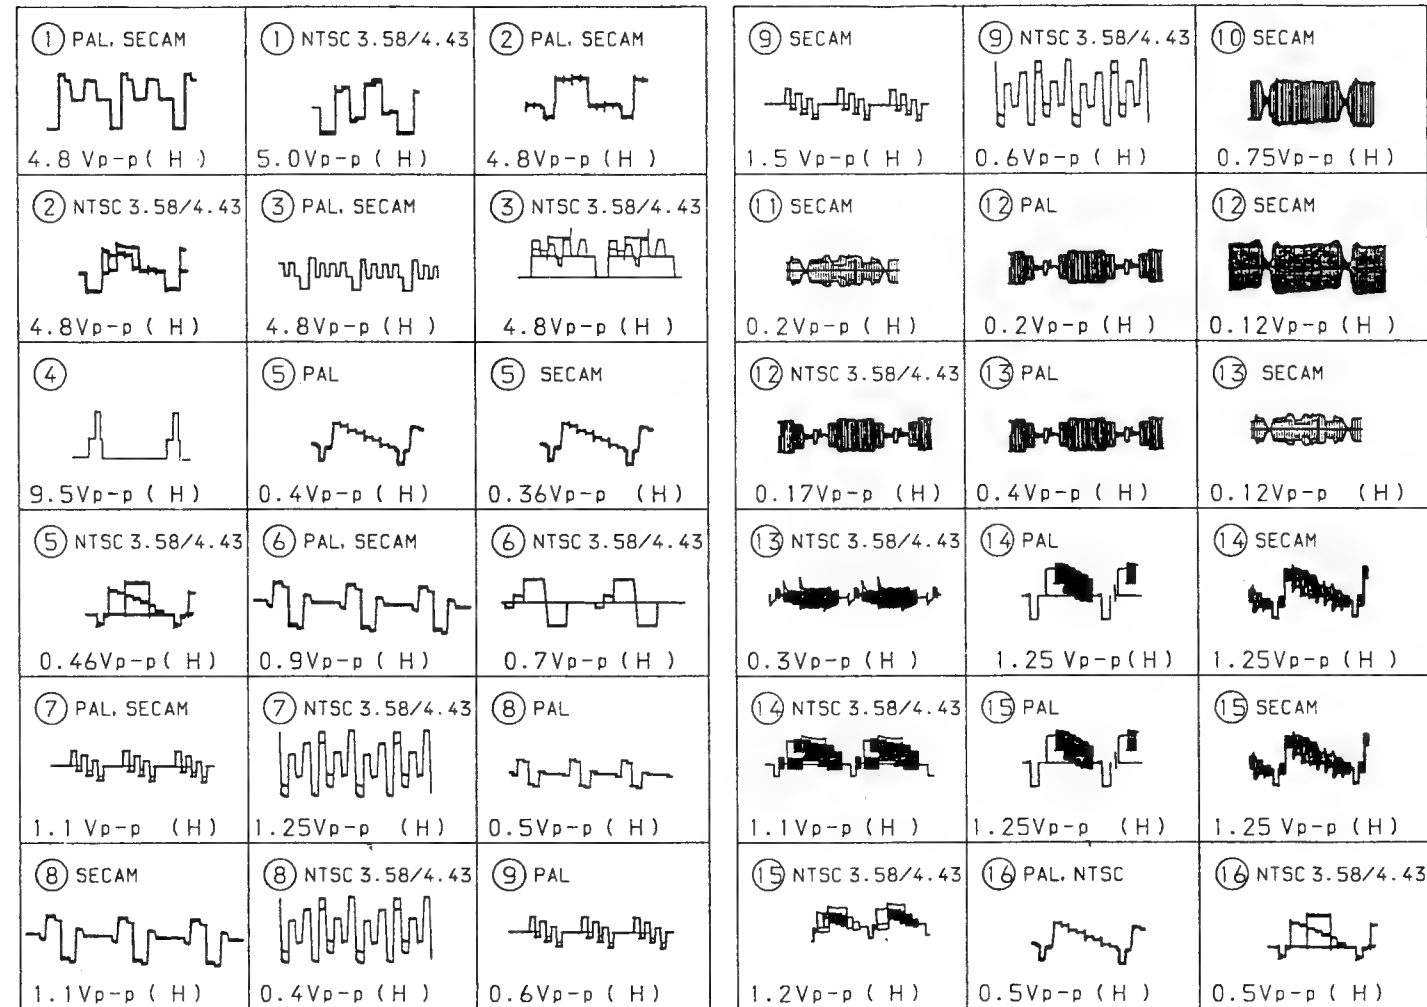 ① PAL, SECAM
4.8 Vp-p ( H )
① NTSC 3.58/4.43
5.0Vp-p ( H )
② PAL, SECAM
4.8Vp-p ( H )
② NTSC 3.58/4.43
4.8Vp-p ( H )
③ PAL, SECAM
4.8Vp-p ( H )
③ NTSC 3.58/4.43
4.8Vp-p ( H )
④
9.5Vp-p ( H )
⑤ PAL
0.4Vp-p ( H )
⑤ SECAM
0.36Vp-p (H)
⑤ NTSC 3.58/4.43
0.46Vp-p( H )
⑥ PAL, SECAM
0.9Vp-p ( H )
⑥ NTSC 3.58/4.43
0.7Vp-p ( H )
⑦ PAL, SECAM
1.1 Vp-p (H)
⑦ NTSC 3.58/4.43
1.25Vp-p (H)
⑧ PAL
0.5Vp-p ( H )
⑧ SECAM
1.1Vp-p ( H )
⑧ NTSC 3.58/4.43
0.4Vp-p ( H )
⑨ PAL
0.6Vp-p ( H )
⑨ SECAM
1.5 Vp-p( H )
⑨ NTSC 3.58/4.43
0.6Vp-p ( H )
⑩ SECAM
0.75Vp-p (H)
⑪ SECAM
0.2Vp-p ( H )
⑫ PAL
0.2Vp-p ( H )
⑫ SECAM
0.12Vp-p ( H )
⑫ NTSC 3.58/4.43
0.17Vp-p (H)
⑬ PAL
0.4Vp-p ( H )
⑬ SECAM
0.12Vp-p (H)
⑬ NTSC 3.58/4.43
0.3Vp-p ( H )
⑭ PAL
1.25 Vp-p(H)
⑭ SECAM
1.25Vp-p ( H )
⑭ NTSC 3.58/4.43
1.1Vp-p ( H )
⑮ PAL
1.25Vp-p (H)
⑮ SECAM
1.25 Vp-p (H)
⑮ NTSC 3.58/4.43
1.2Vp-p ( H )
⑯ PAL, NTSC
0.5Vp-p ( H )
⑯ NTSC 3.58/4.43
0.5Vp-p ( H )